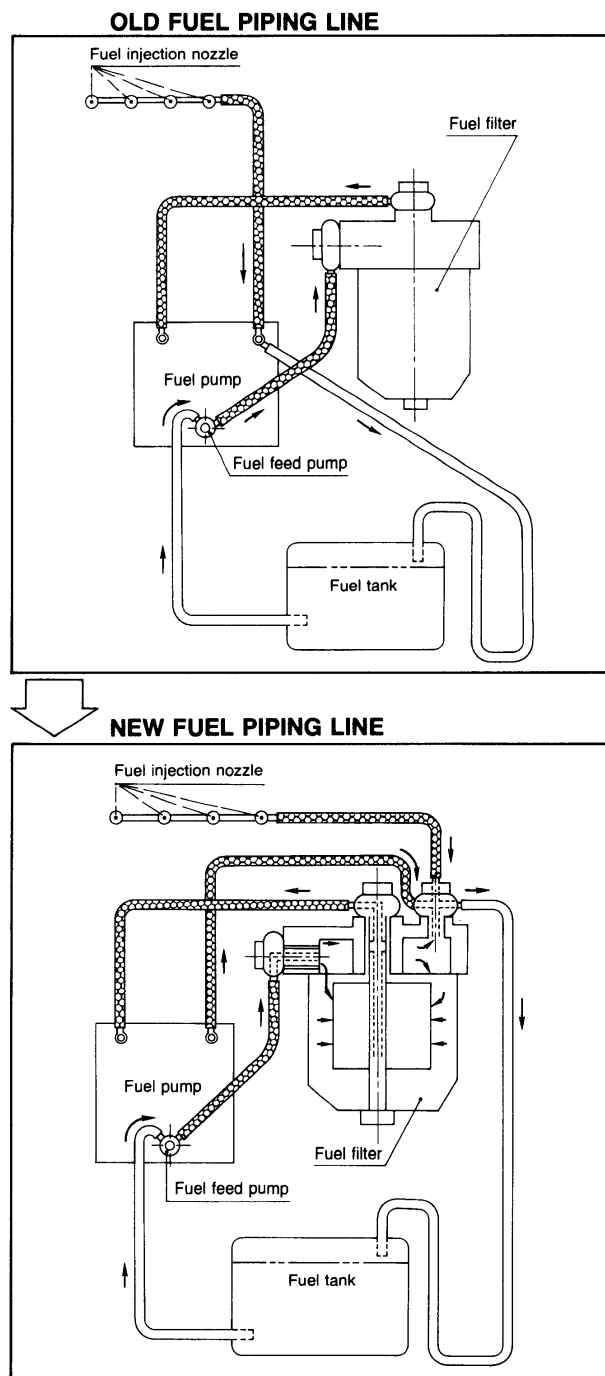 OLD FUEL PIPING LINE
Fuel injection nozzle
Fuel filter
Fuel pump
Fuel feed pump
Fuel tank
NEW FUEL PIPING LINE
Fuel injection nozzle
Fuel pump
Fuel filter
Fuel feed pump
Fuel tank